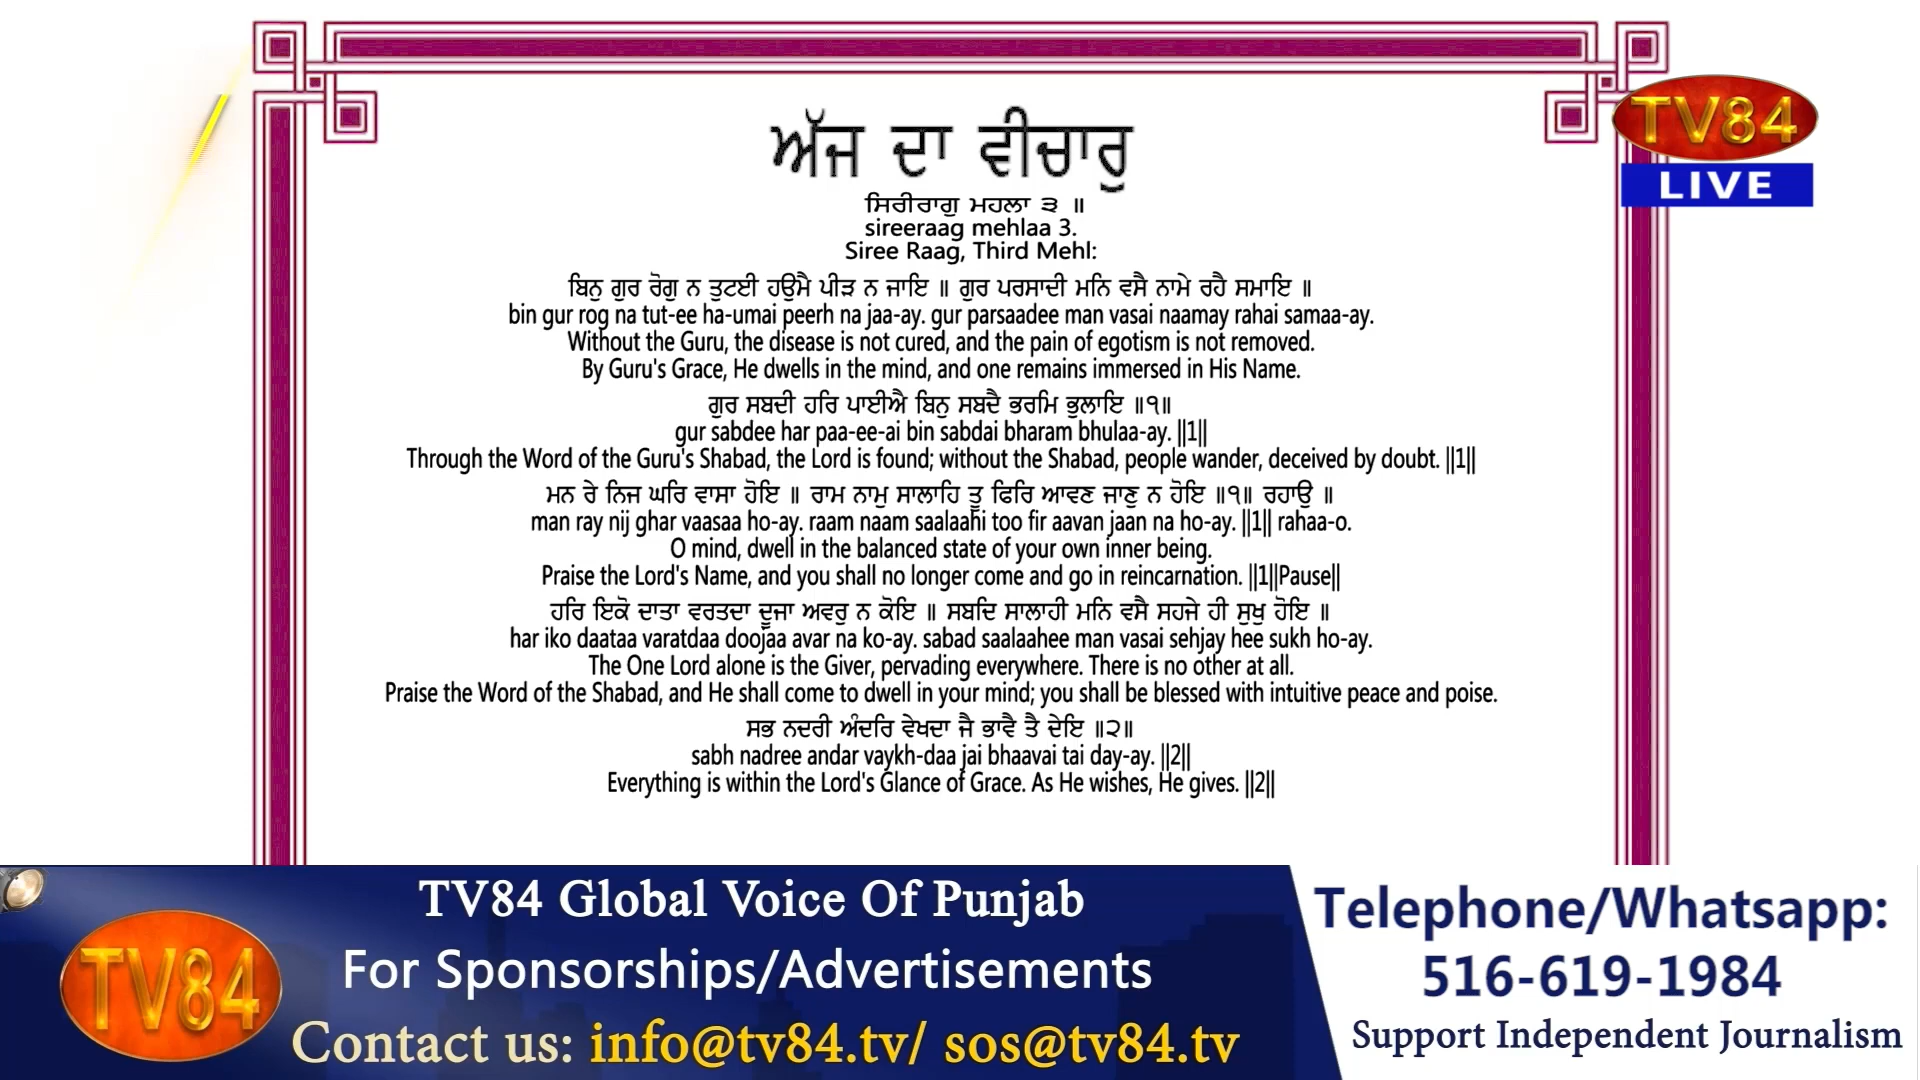 ਅੱਜ ਦਾ ਵੀਚਾਰੁ
TV84
LIVE
ਸਿਰੀਰਾਗੁ ਮਹਲਾ ੩ ॥
sireeraag mehlaa 3.
Siree Raag, Third Mehl:
ਬਿਨੁ ਗੁਰ ਰੋਗੁ ਨ ਤੁਟਈ ਹਉਮੈ ਪੀੜ ਨ ਜਾਇ ॥ ਗੁਰ ਪਰਸਾਦੀ ਮਨਿ ਵਸੈ ਨਾਮੇ ਰਹੈ ਸਮਾਇ ॥
bin gur rog na tut-ee ha-umai peerh na jaa-ay. gur parsaadee man vasai naamay rahai samaa-ay.
Without the Guru, the disease is not cured, and the pain of egotism is not removed.
By Guru's Grace, He dwells in the mind, and one remains immersed in His Name.
ਗੁਰ ਸਬਦੀ ਹਰਿ ਪਾਈਐ ਬਿਨੁ ਸਬਦੈ ਭਰਮਿ ਭੁਲਾਇ ॥੧॥
gur sabdee har paa-ee-ai bin sabdai bharam bhulaa-ay. ||1||
Through the Word of the Guru's Shabad, the Lord is found; without the Shabad, people wander, deceived by doubt. ||1||
ਮਨ ਰੇ ਨਿਜ ਘਰਿ ਵਾਸਾ ਹੋਇ ॥ ਰਾਮ ਨਾਮੁ ਸਾਲਾਹਿ ਤੂ ਫਿਰਿ ਆਵਣ ਜਾਣੁ ਨ ਹੋਇ ॥੧॥ ਰਹਾਉ ॥
man ray nij ghar vaasaa ho-ay. raam naam saalaahi too fir aavan jaan na ho-ay. ||1|| rahaa-o.
O mind, dwell in the balanced state of your own inner being.
Praise the Lord's Name, and you shall no longer come and go in reincarnation. ||1||Pause||
ਹਰਿ ਇਕੋ ਦਾਤਾ ਵਰਤਦਾ ਦੂਜਾ ਅਵਰੁ ਨ ਕੋਇ ॥ ਸਬਦਿ ਸਾਲਾਹੀ ਮਨਿ ਵਸੈ ਸਹਜੇ ਹੀ ਸੁਖੁ ਹੋਇ ॥
har iko daataa varatdaa doojaa avar na ko-ay. sabad saalaahee man vasai sehjay hee sukh ho-ay.
The One Lord alone is the Giver, pervading everywhere. There is no other at all.
Praise the Word of the Shabad, and He shall come to dwell in your mind; you shall be blessed with intuitive peace and poise.
ਸਭ ਨਦਰੀ ਅੰਦਰਿ ਵੇਖਦਾ ਜੈ ਭਾਵੈ ਤੈ ਦੇਇ ॥੨॥
sabh nadree andar vaykh-daa jai bhaavai tai day-ay. ||2||
Everything is within the Lord's Glance of Grace. As He wishes, He gives. ||2||
TV84
TV84 Global Voice Of Punjab
For Sponsorships/Advertisements
Contact us: info@tv84.tv/ sos@tv84.tv
Telephone/Whatsapp:
516-619-1984
Support Independent Journalism